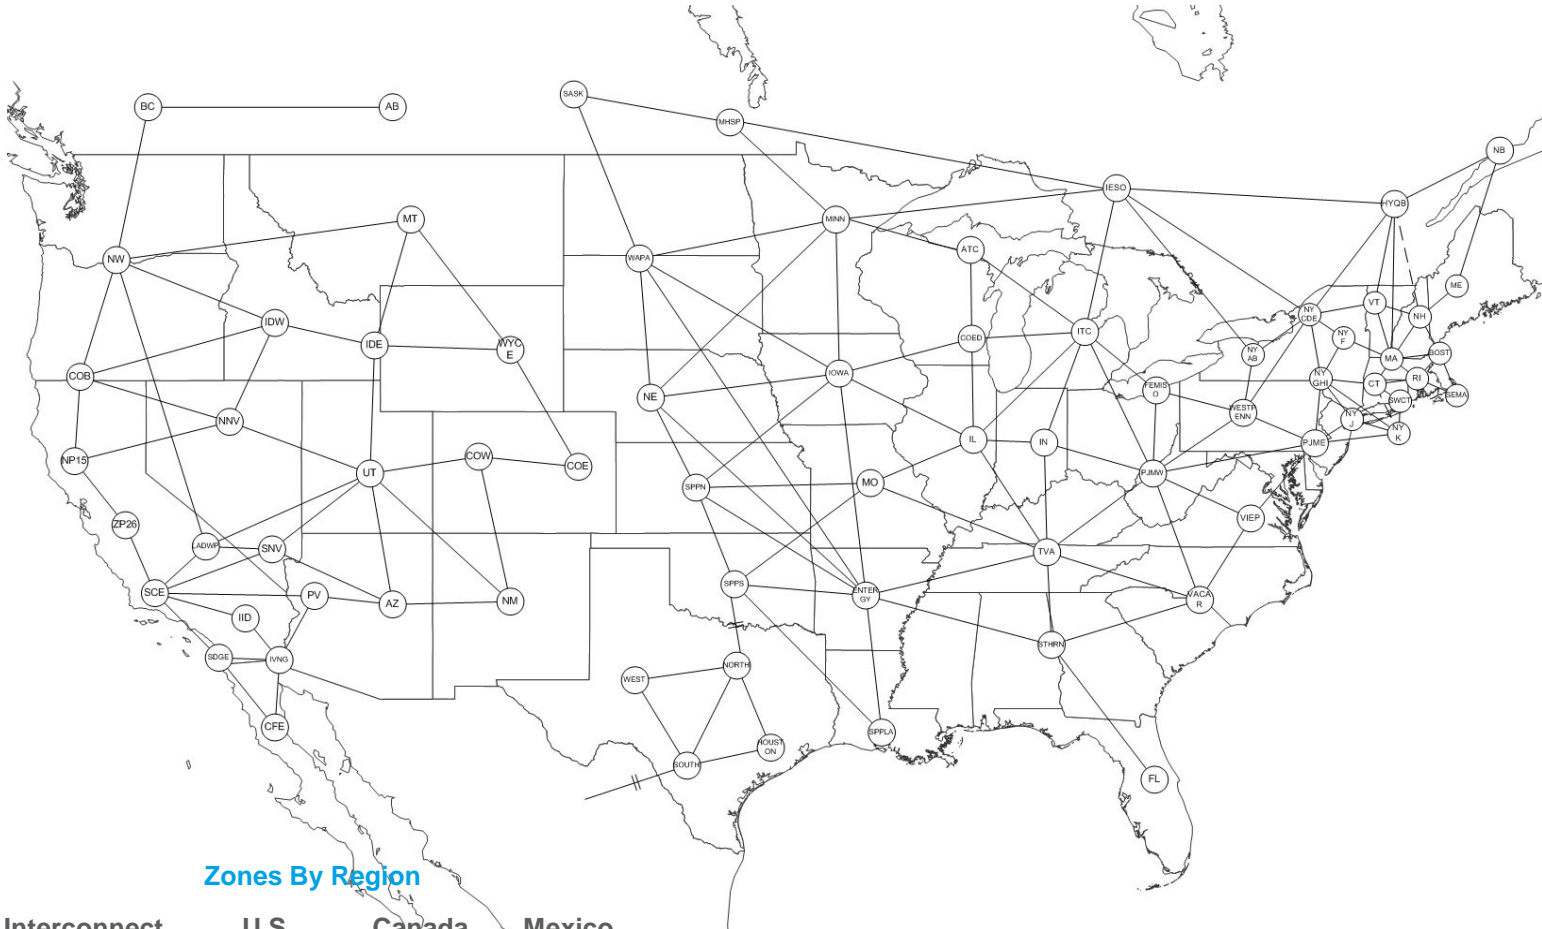 BC
AB
SASK
MHSP
NB
IESO
HYQB
MT
MINN
ATC
NW
WAPA
ME
VT
NY
CDE
NH
IDW
ITC
IDE
WYC
E
COED
NY
F
NY
AB
MA
BOST
COB
IOWA
NY
GHI
CT
RI
FEMIS
O
NE
SEMA
SWCT
WESTP
ENN
NNV
NY
J
NY
K
IL
IN
PJME
NP15
COW
COE
UT
PJMW
SPPN
MO
ZP26
VIEP
LADWP
SNV
TVA
SCE
PV
AZ
NM
SPPS
ENTER
GY
VACA
R
IID
STHRN
SDGE
IVNG
NORTH
WEST
CFE
SPPLA
HOUST
ON
SOUTH
FL
Zones By Region
Interconnect U.S. Canada Mexico